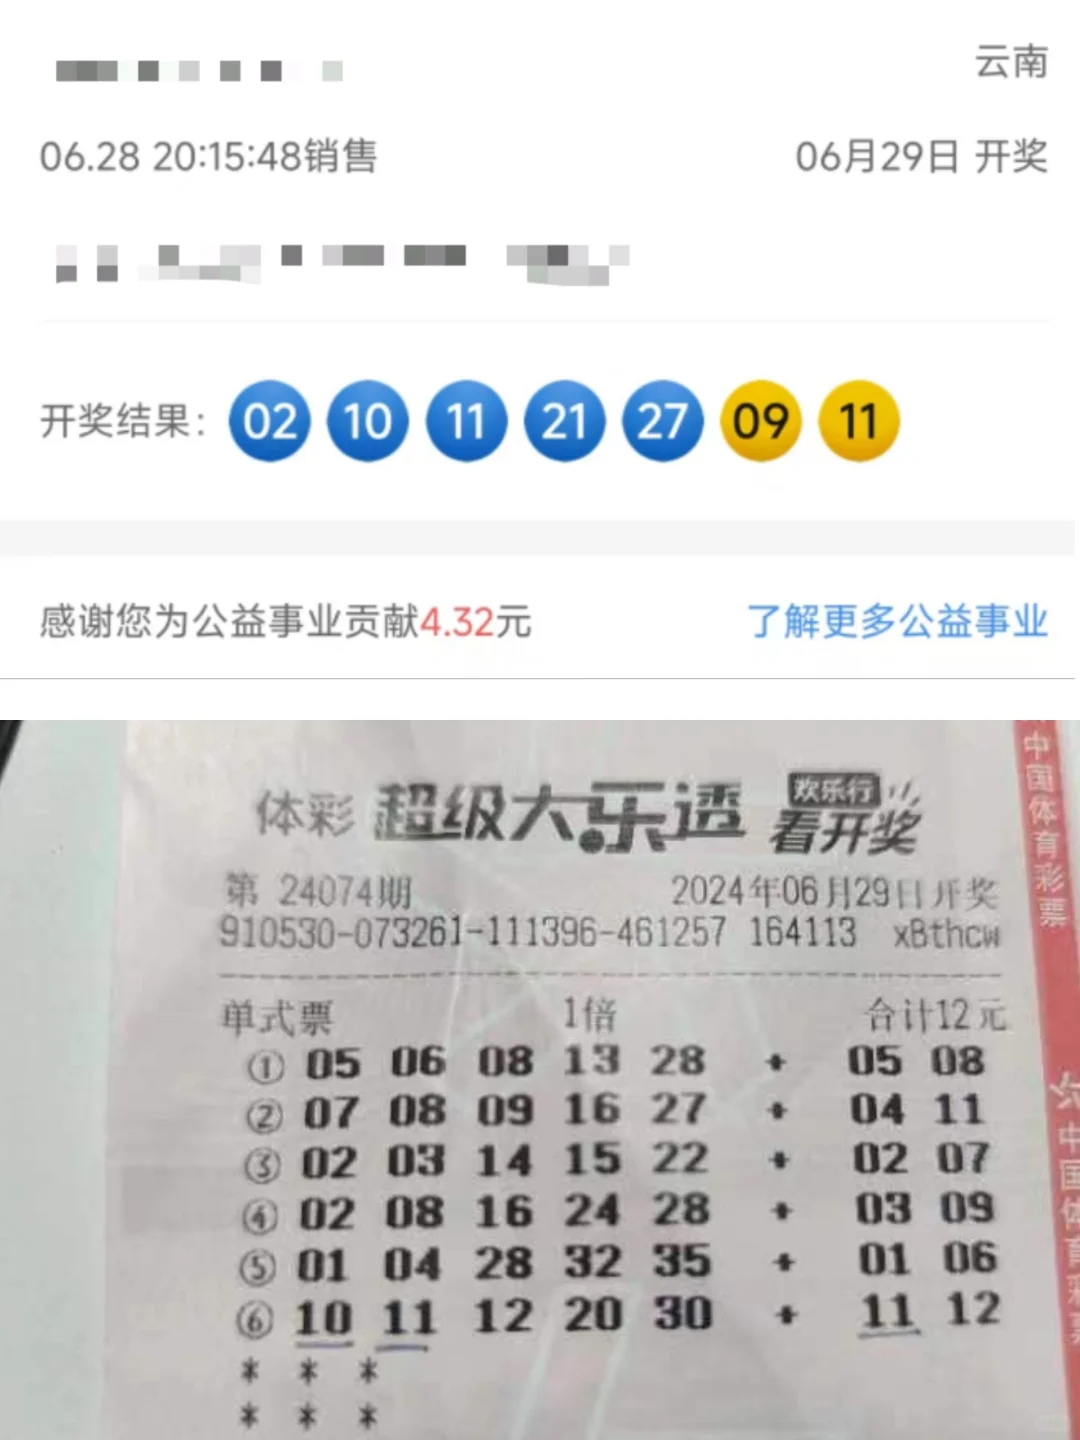 云南
06.28 20:15:48销售 06月29日 开奖
开奖结果: 02 10 11 21 27 09 11
感谢您为公益事业贡献4.32元 了解更多公益事业
体彩 超级大乐透 欢乐行 看开奖
第 24074期 2024年06月29日开奖
910530-073261-111396-461257 164113 xBthcw
单式票 1倍 合计12元
① 05 06 08 13 28 + 05 08
② 07 08 09 16 27 + 04 11
③ 02 03 14 15 22 + 02 07
④ 02 08 16 24 28 + 03 09
⑤ 01 04 28 32 35 + 01 06
⑥ 10 11 12 20 30 + 11 12
* * *
* * *
中国体育彩票
中国体育彩票